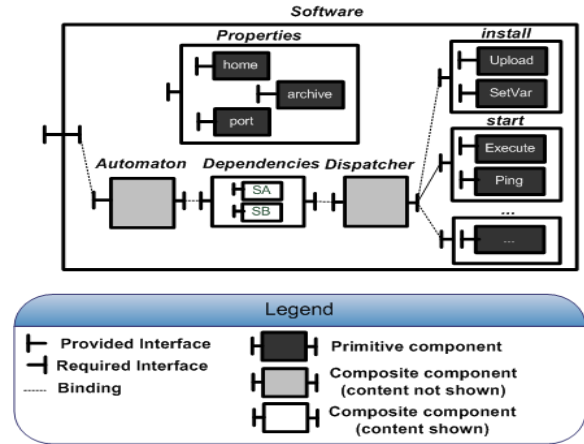 Software
Properties
home
archive
port
install
Upload
SetVar
start
Execute
Ping
...
...
Automaton
Dependencies
Dispatcher
SA
SB
Legend
Provided Interface
Required Interface
Binding
Primitive component
Composite component
(content not shown)
Composite component
(content shown)